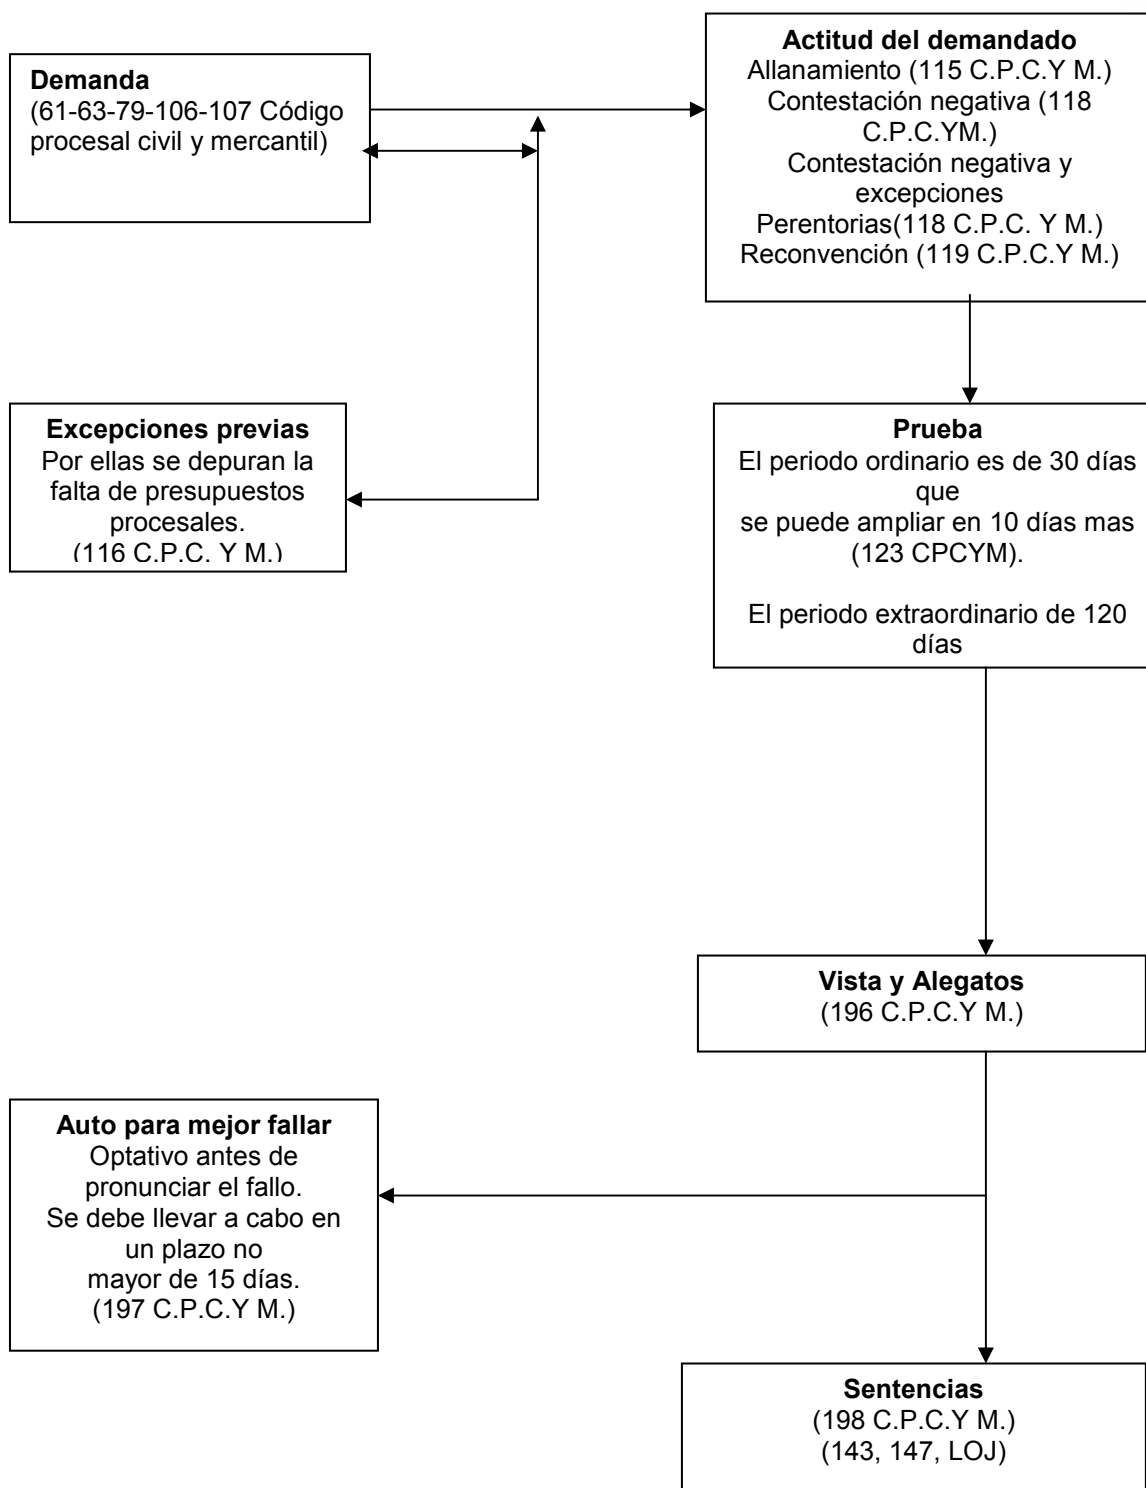 Demanda
(61-63-79-106-107 Código
procesal civil y mercantil)
Actitud del demandado
Allanamiento (115 C.P.C.Y M.)
Contestación negativa (118
C.P.C.YM.)
Contestación negativa y
excepciones
Perentorias(118 C.P.C. Y M.)
Reconvención (119 C.P.C.Y M.)
Excepciones previas
Por ellas se depuran la
falta de presupuestos
procesales.
(116 C.P.C. Y M.)
Prueba
El periodo ordinario es de 30 días
que
se puede ampliar en 10 días mas
(123 CPCYM).
El periodo extraordinario de 120
días
Vista y Alegatos
(196 C.P.C.Y M.)
Auto para mejor fallar
Optativo antes de
pronunciar el fallo.
Se debe llevar a cabo en
un plazo no
mayor de 15 días.
(197 C.P.C.Y M.)
Sentencias
(198 C.P.C.Y M.)
(143, 147, LOJ)